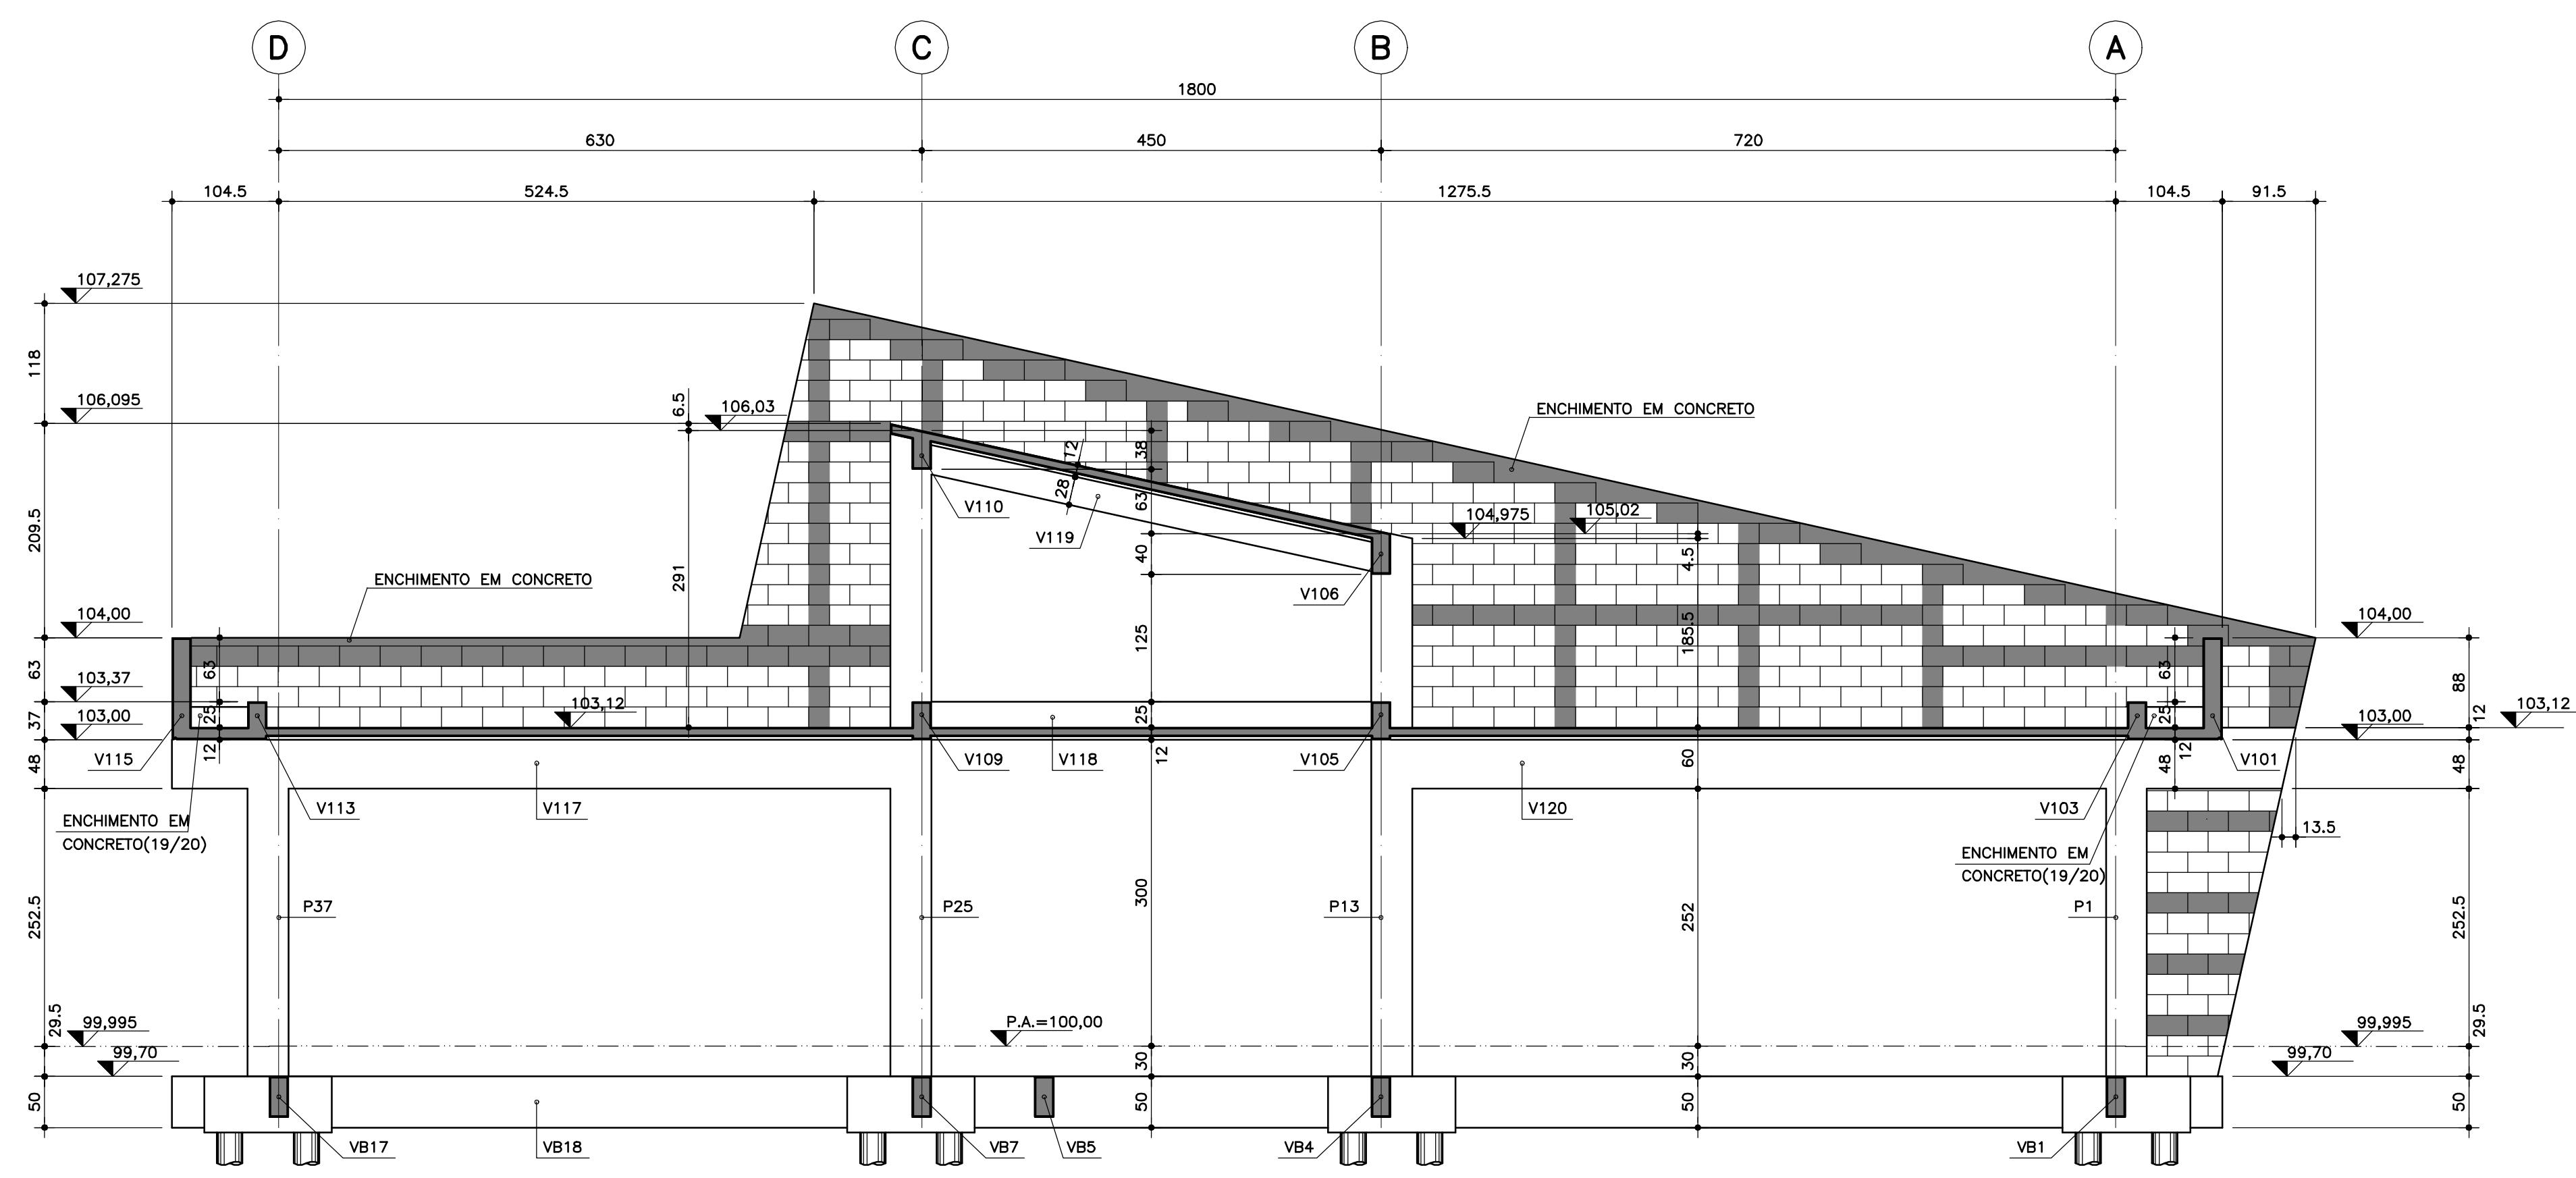 D C B A
1800
630 450 720
104.5 524.5 1275.5 104.5 91.5
107,275
118
106,095
6.5
106,03
ENCHIMENTO EM CONCRETO
12
38
28
63
V110
104,975
105,02
209.5
V119
40
4.5
291
ENCHIMENTO EM CONCRETO
V106
104,00
104,00
125
185.5
63
63
63
88
103,37
103,12
103,12
37
25
25
25
12
103,00
103,00
V115
12
V109
V118
12
V105
60
48
12
V101
48
48
V113
V117
V120
V103
ENCHIMENTO EM
CONCRETO(19/20)
13.5
ENCHIMENTO EM
CONCRETO(19/20)
252.5
300
252
252.5
P37
P25
P13
P1
29.5
99,995
P.A.=100,00
99,995
29.5
99,70
30
30
99,70
50
50
50
50
VB17
VB18
VB7
VB5
VB4
VB1